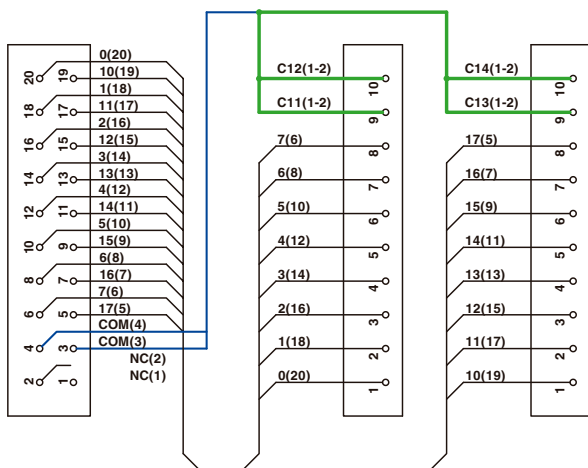 0(20)
20 19 10(19)
1(18)
18 17 11(17)
2(16)
16 15 12(15)
3(14)
14 13 13(13)
4(12)
12 11 14(11)
5(10)
10 9 15(9)
6(8)
8 7 16(7)
7(6)
6 5 17(5)
COM(4)
4 3 COM(3)
NC(2)
2 1 NC(1)
C12(1-2) 10
C11(1-2) 9
7(6) 8
6(8) 7
5(10) 6
4(12) 5
3(14) 4
2(16) 3
1(18) 2
0(20) 1
C14(1-2) 10
C13(1-2) 9
17(5) 8
16(7) 7
15(9) 6
14(11) 5
13(13) 4
12(15) 3
11(17) 2
10(19) 1